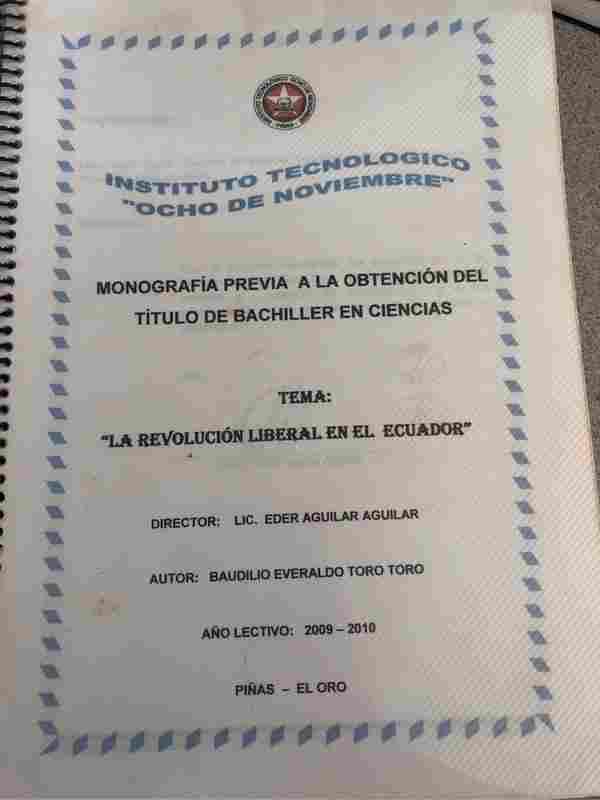 INSTITUTO TECNOLOGICO
"OCHO DE NOVIEMBRE"
MONOGRAFÍA PREVIA A LA OBTENCIÓN DEL
TÍTULO DE BACHILLER EN CIENCIAS
TEMA:
"LA REVOLUCIÓN LIBERAL EN EL ECUADOR"
DIRECTOR: LIC. EDER AGUILAR AGUILAR
AUTOR: BAUDILIO EVERALDO TORO TORO
AÑO LECTIVO: 2009 – 2010
PIÑAS – EL ORO